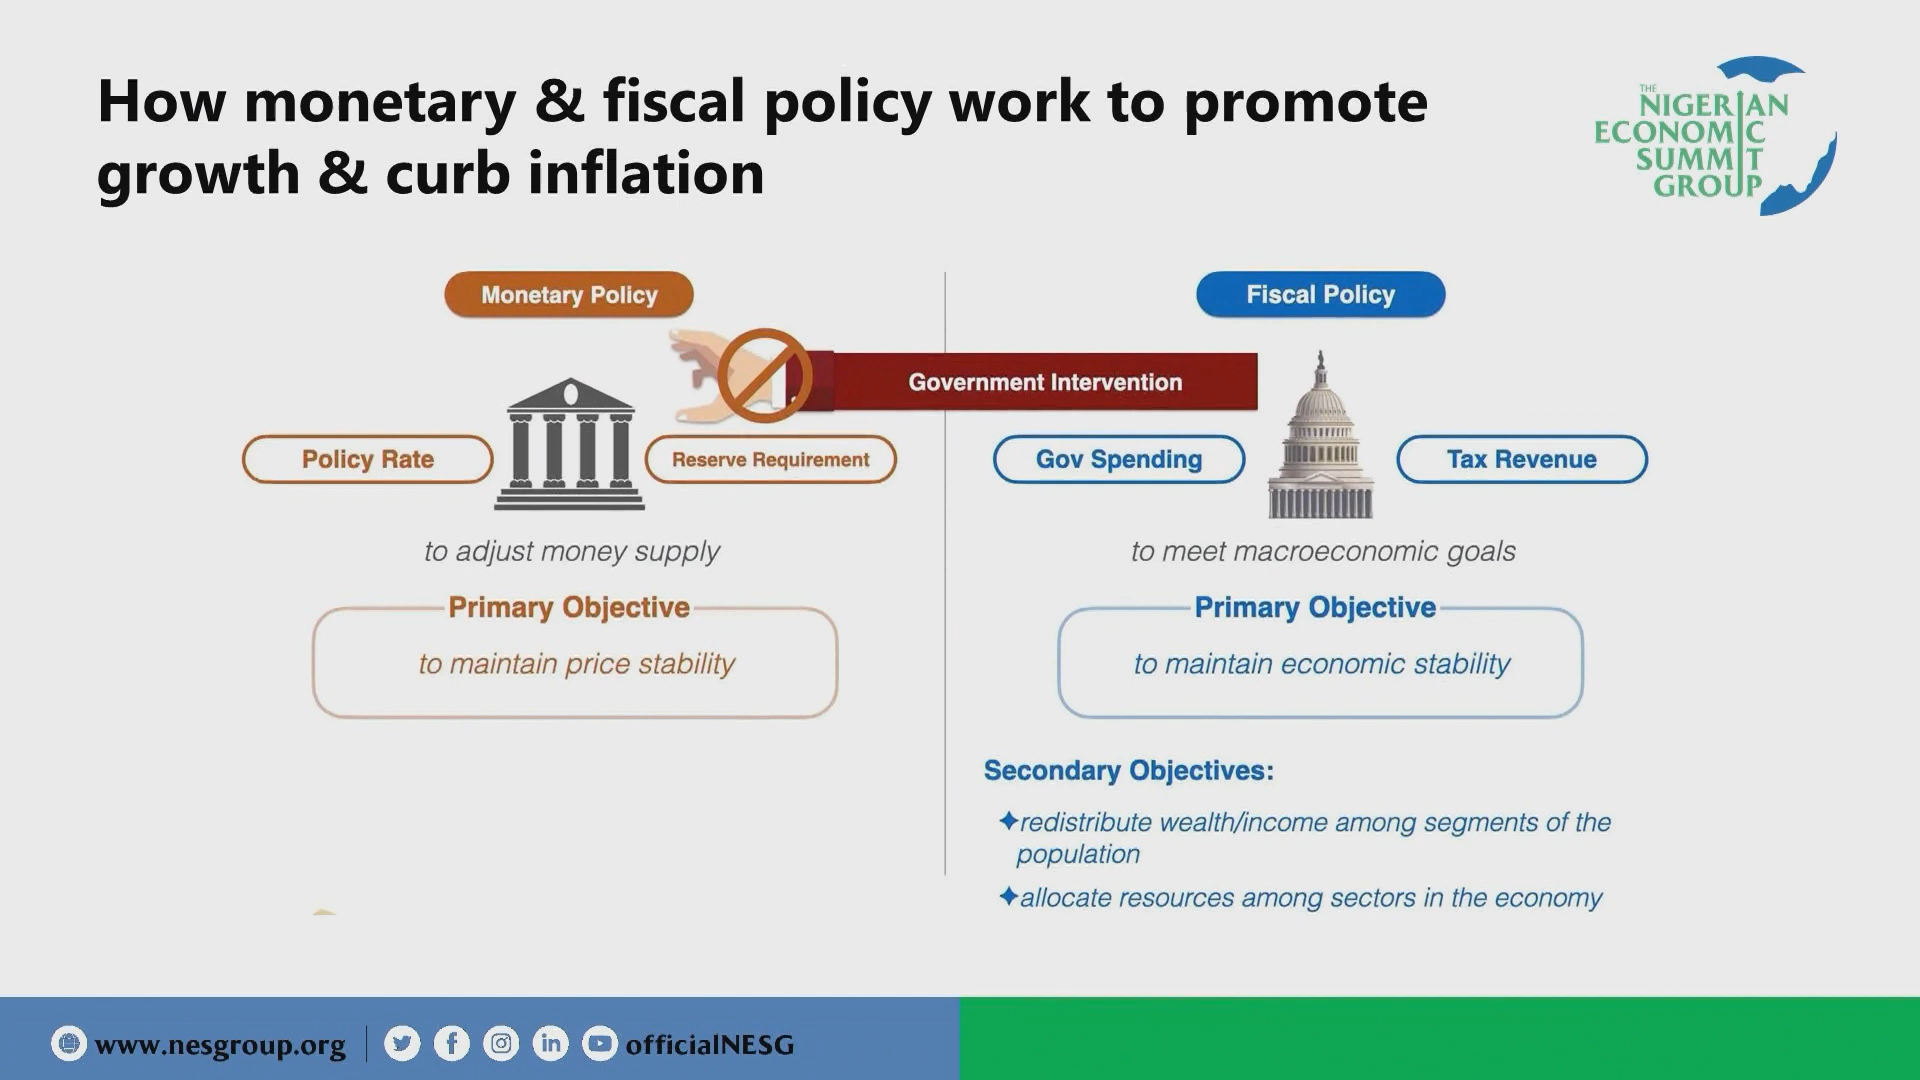 How monetary & fiscal policy work to promote
growth & curb inflation
THE
NIGERIAN
ECONOMIC
SUMMIT
GROUP
Monetary Policy
Fiscal Policy
Government Intervention
Policy Rate
Reserve Requirement
Gov Spending
Tax Revenue
to adjust money supply
to meet macroeconomic goals
Primary Objective
to maintain price stability
Primary Objective
to maintain economic stability
Secondary Objectives:
✦redistribute wealth/income among segments of the
population
✦allocate resources among sectors in the economy
www.nesgroup.org
officialNESG